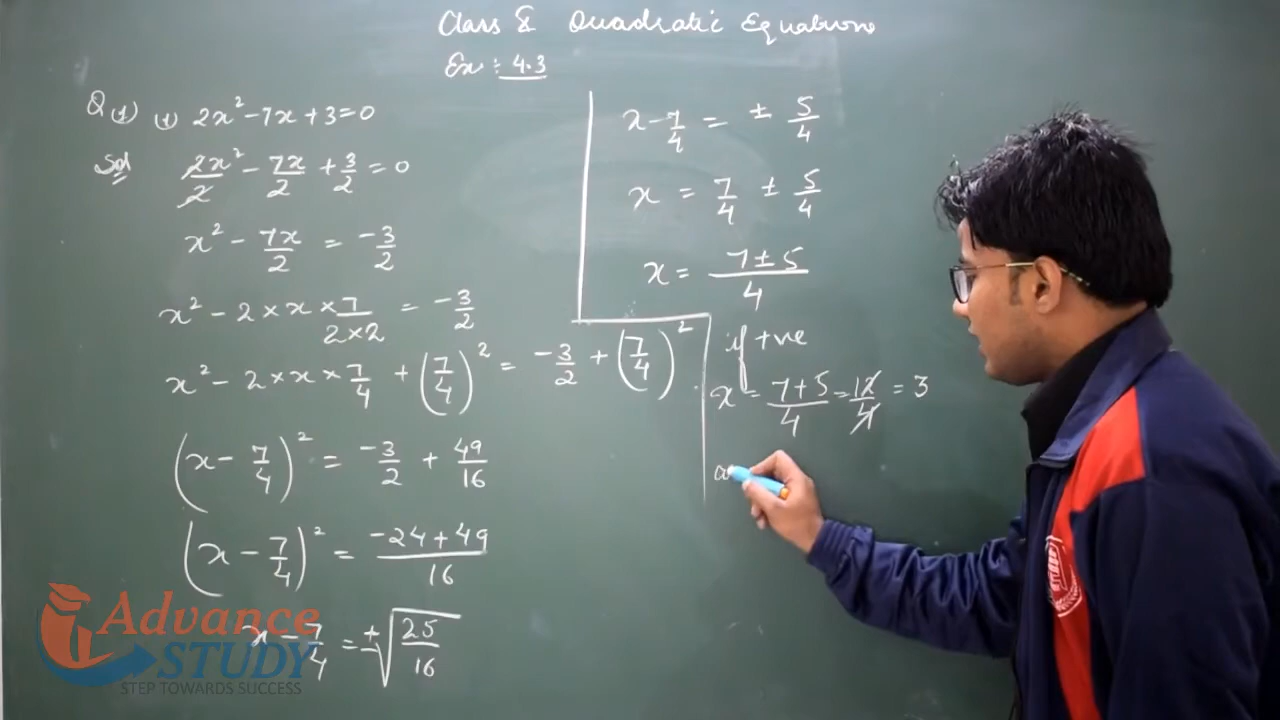 Class 8 Quadratic Equations
Ex : 4.3
Q (1) (1) 2x² - 7x + 3 = 0
Sol 2x²/2 - 7x/2 + 3/2 = 0
x² - 7x/2 = -3/2
x² - 2 × x × 7/(2×2) = -3/2
x² - 2 × x × 7/4 + (7/4)² = -3/2 + (7/4)²
(x - 7/4)² = -3/2 + 49/16
(x - 7/4)² = (-24 + 49)/16
x - 7/4 = ±√(25/16)
x - 7/4 = ± 5/4
x = 7/4 ± 5/4
x = (7 ± 5)/4
if +ve
x = (7+5)/4 = 12/4 = 3
Advance
STUDY
STEP TOWARDS SUCCESS